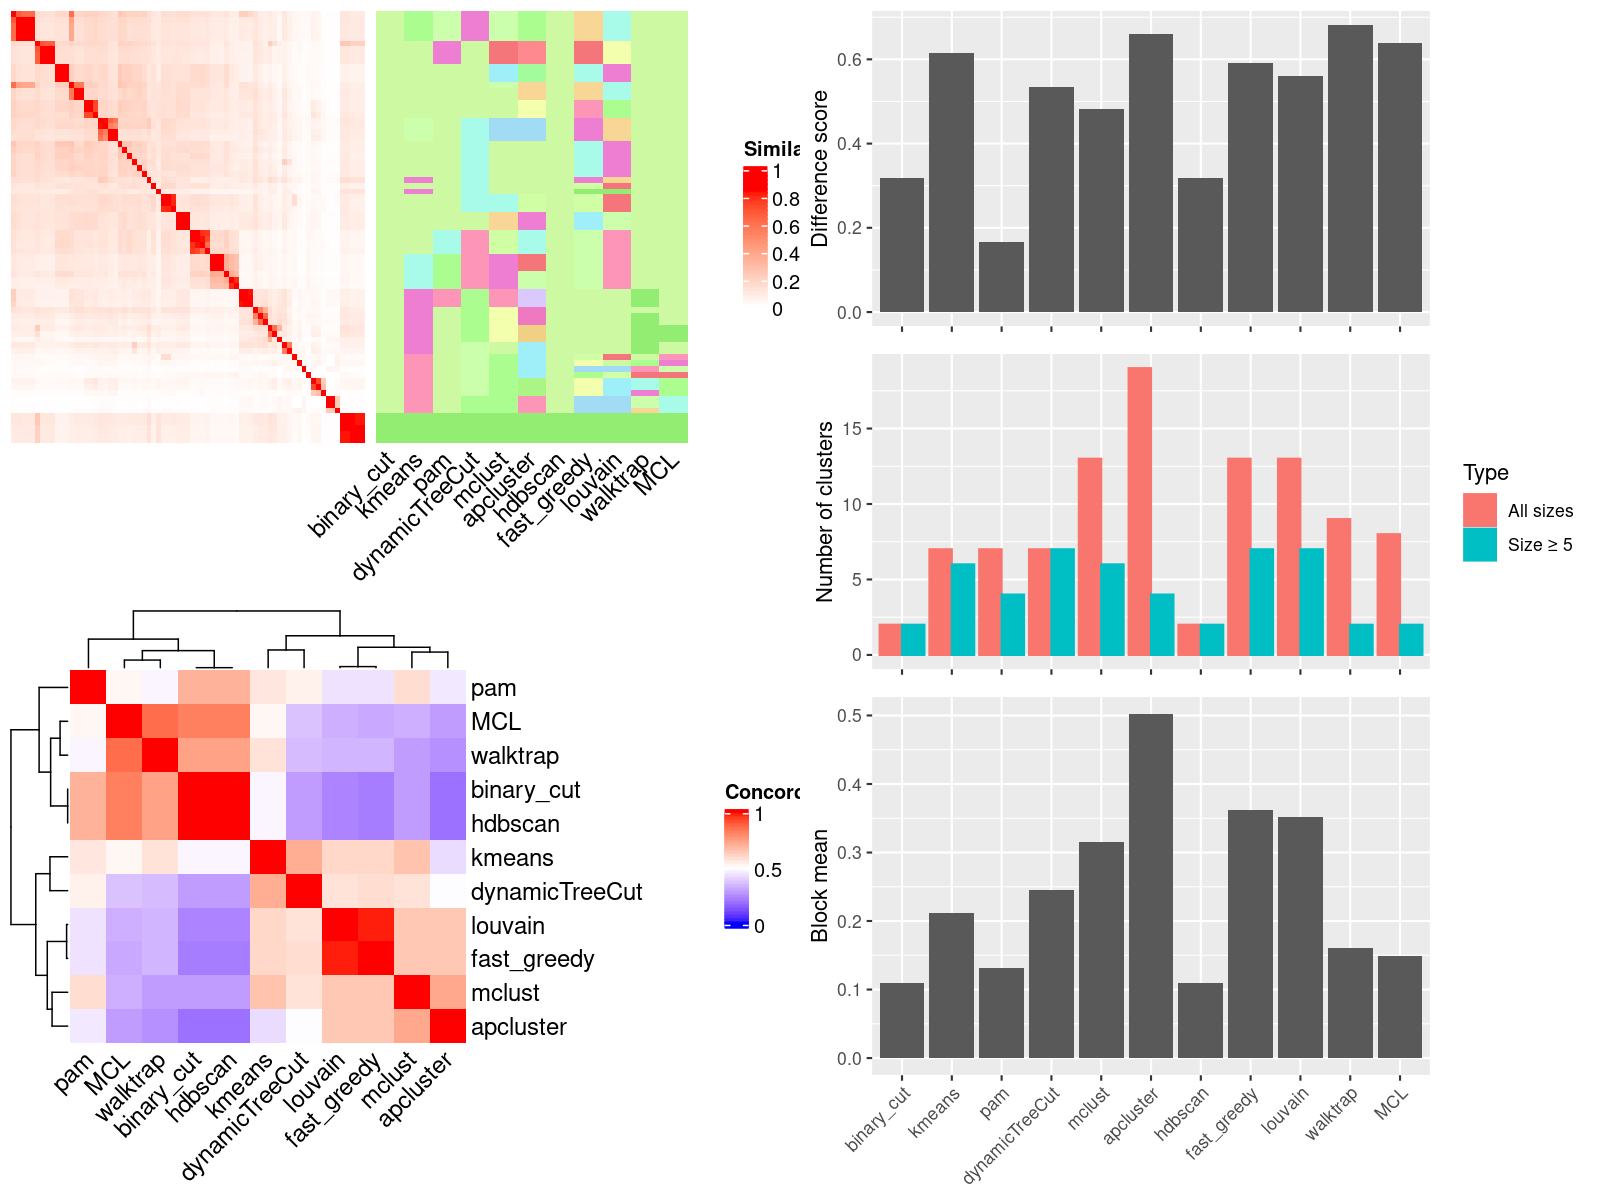 Simila
1
0.8
0.6
0.4
0.2
0
binary_cut
kmeans
pam
dynamicTreeCut
mclust
apcluster
hdbscan
fast_greedy
louvain
walktrap
MCL
Difference score
0.6
0.4
0.2
0.0
Number of clusters
15
10
5
0
Type
All sizes
Size ≥ 5
pam
MCL
walktrap
binary_cut
hdbscan
kmeans
dynamicTreeCut
louvain
fast_greedy
mclust
apcluster
pam
MCL
walktrap
binary_cut
hdbscan
kmeans
dynamicTreeCut
louvain
fast_greedy
mclust
apcluster
Concord
1
0.5
0
Block mean
0.5
0.4
0.3
0.2
0.1
0.0
binary_cut
kmeans
pam
dynamicTreeCut
mclust
apcluster
hdbscan
fast_greedy
louvain
walktrap
MCL